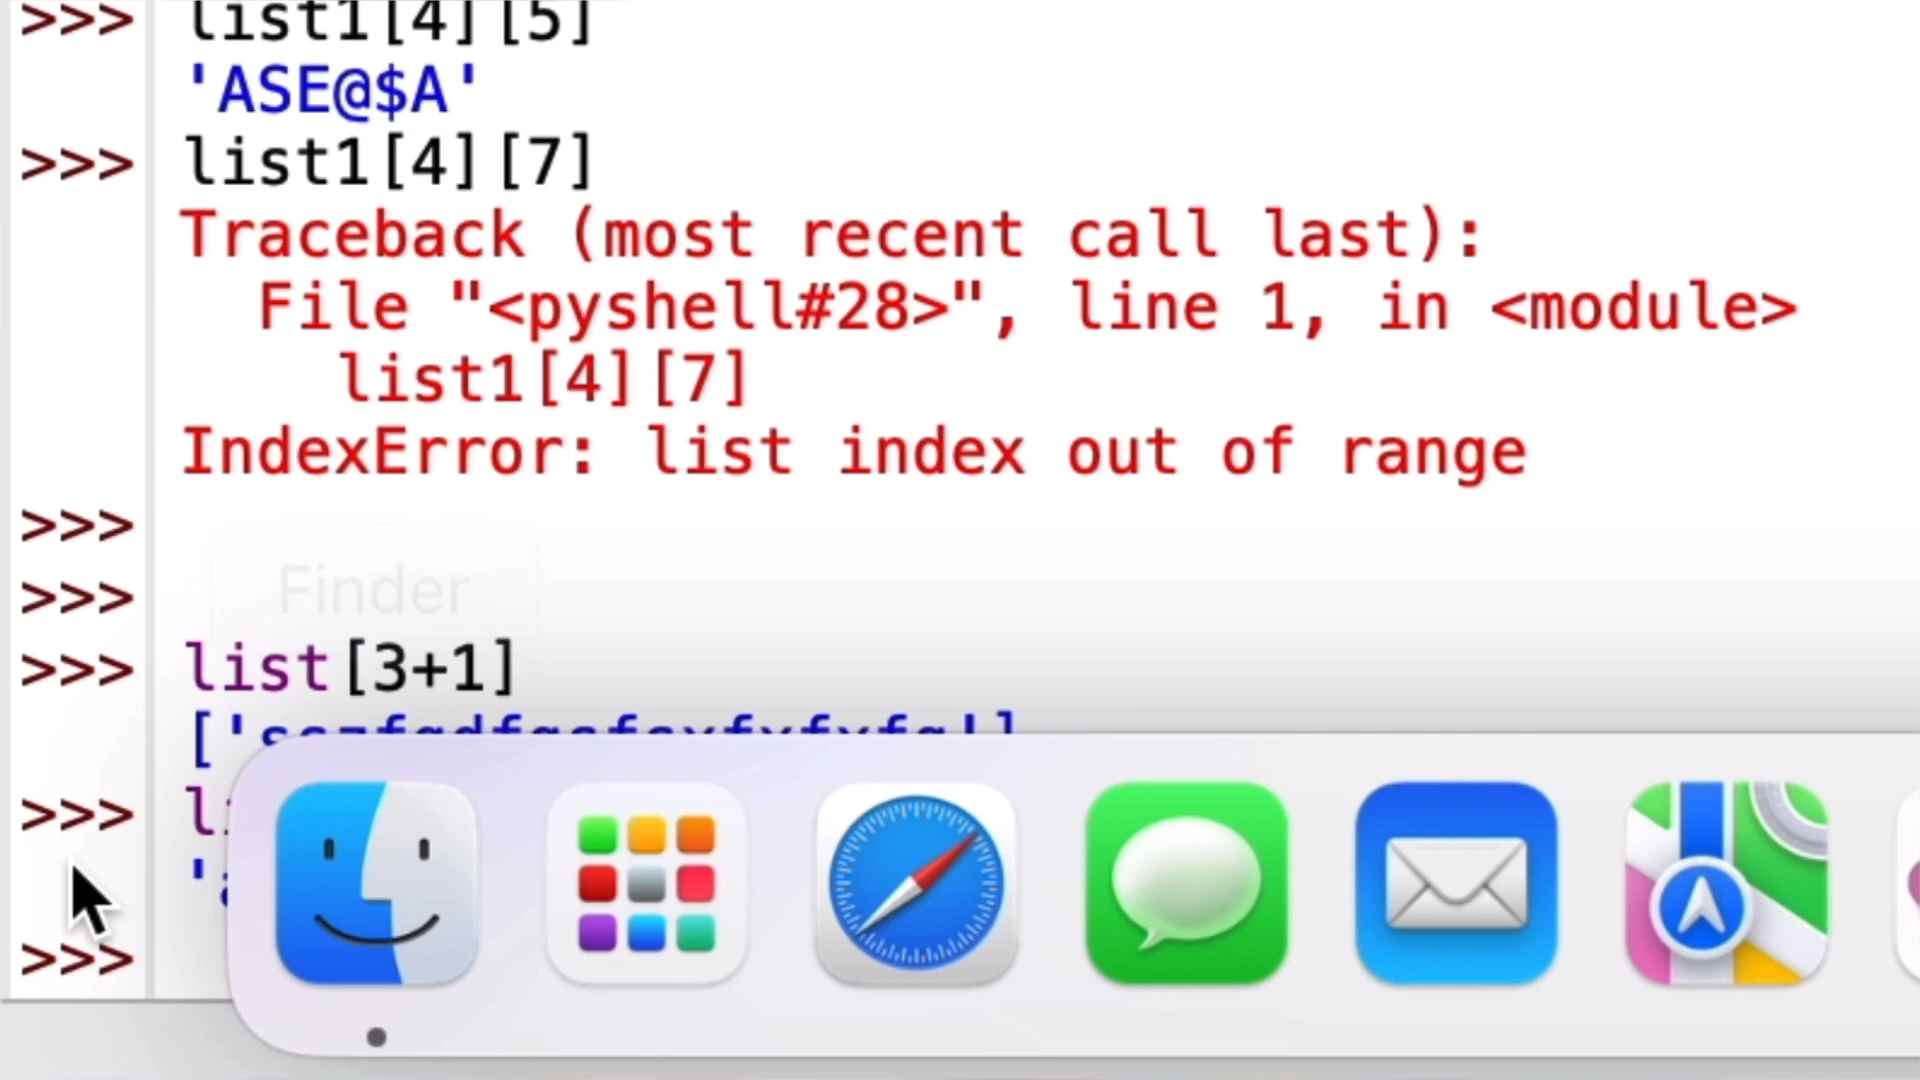 >>> list1[4][5]
'ASE@$A'
>>> list1[4][7]
Traceback (most recent call last):
File "<pyshell#28>", line 1, in <module>
list1[4][7]
IndexError: list index out of range
>>>
>>>
Finder
>>> list[3+1]
>>>
>>>